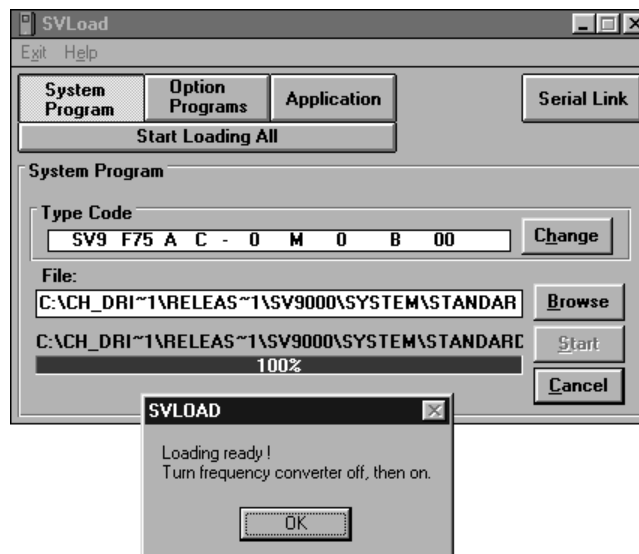 SVLoad
Exit Help
System Program
Option Programs
Application
Serial Link
Start Loading All
System Program
Type Code
SV9 F75 A C - 0 M 0 B 00
Change
File:
C:\CH_DRI~1\RELEAS~1\SV9000\SYSTEM\STANDAR
Browse
C:\CH_DRI~1\RELEAS~1\SV9000\SYSTEM\STANDARD
Start
100%
Cancel
SVLOAD
Loading ready !
Turn frequency converter off, then on.
OK